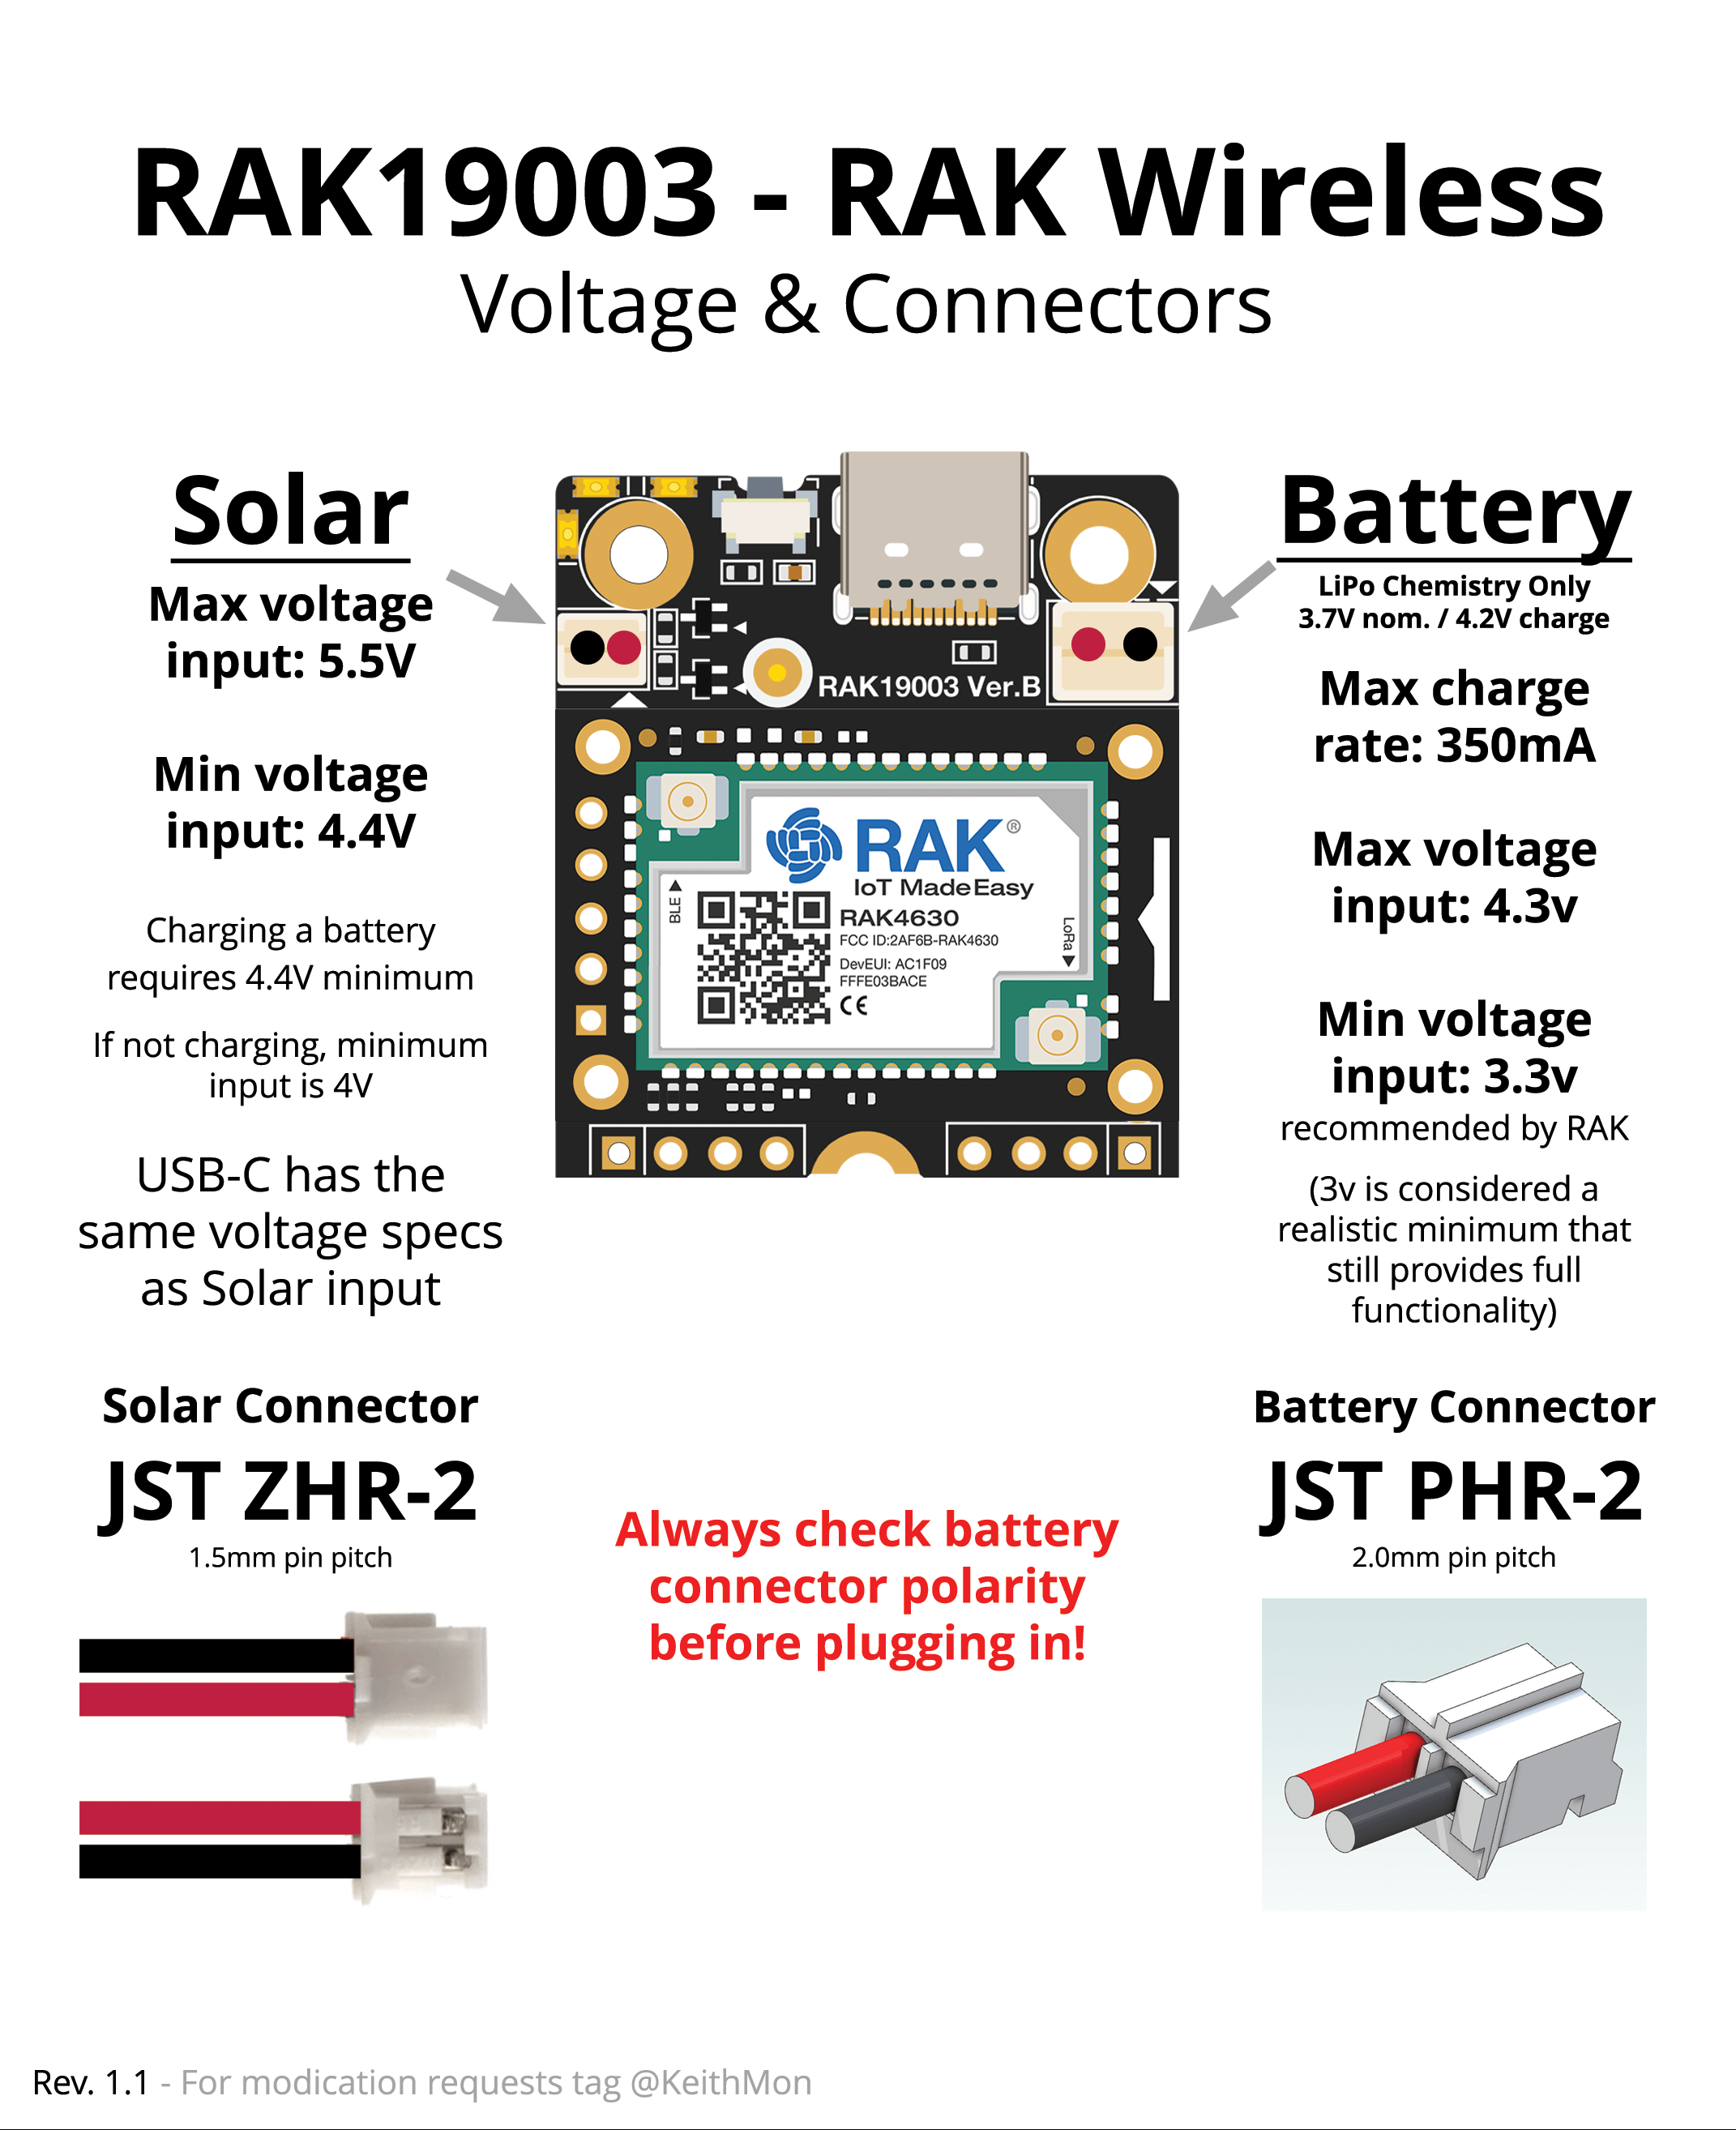 RAK19003 - RAK Wireless
Voltage & Connectors
Solar
Max voltage
input: 5.5V
Min voltage
input: 4.4V
Charging a battery
requires 4.4V minimum
If not charging, minimum
input is 4V
USB-C has the
same voltage specs
as Solar input
Solar Connector
JST ZHR-2
1.5mm pin pitch
RAK19003 Ver.B
RAK®
IoT Made Easy
BLE ▲
RAK4630
FCC ID:2AF6B-RAK4630
DevEUI: AC1F09
FFFE03BACE
CE
LoRa ▶
Battery
LiPo Chemistry Only
3.7V nom. / 4.2V charge
Max charge
rate: 350mA
Max voltage
input: 4.3v
Min voltage
input: 3.3v
recommended by RAK
(3v is considered a
realistic minimum that
still provides full
functionality)
Battery Connector
JST PHR-2
2.0mm pin pitch
Always check battery
connector polarity
before plugging in!
Rev. 1.1 - For modication requests tag @KeithMon